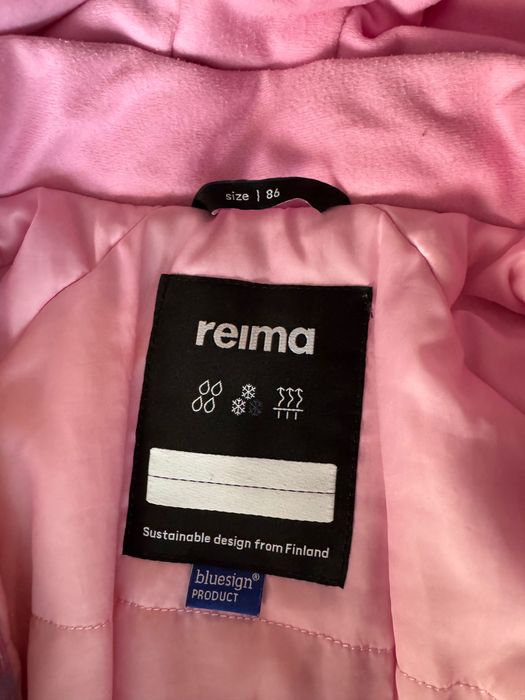 size | 86
reima
Sustainable design from Finland
bluesign®
PRODUCT